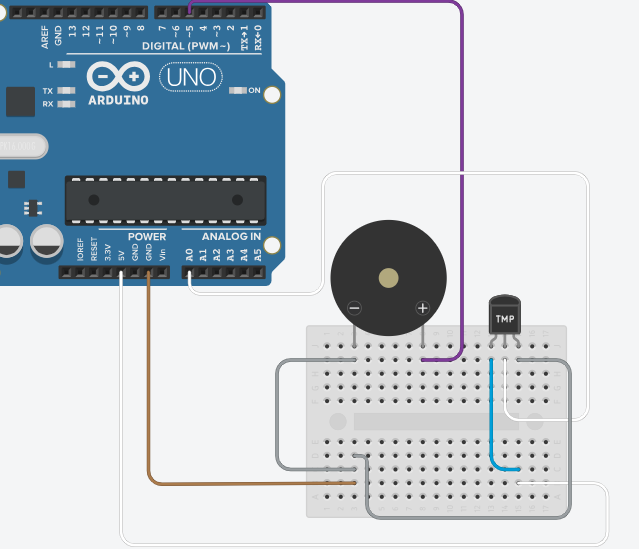 AREF
GND
13
12
~11
~10
~9
8
7
~6
~5
4
~3
2
TX→1
RX←0
DIGITAL (PWM~)
L
TX
RX
ARDUINO
UNO
ON
POWER
ANALOG IN
IOREF
RESET
3.3V
5V
GND
GND
Vin
A0
A1
A2
A3
A4
A5
TMP